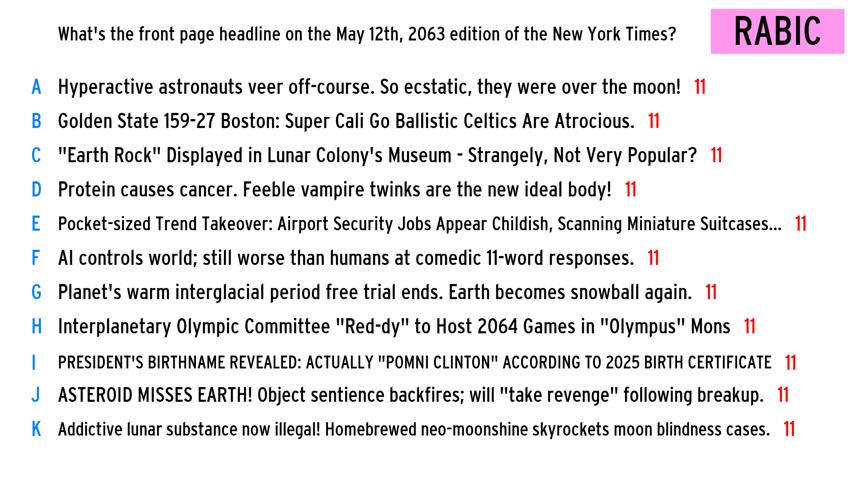 What's the front page headline on the May 12th, 2063 edition of the New York Times?
RABIC
A Hyperactive astronauts veer off-course. So ecstatic, they were over the moon! 11
B Golden State 159-27 Boston: Super Cali Go Ballistic Celtics Are Atrocious. 11
C "Earth Rock" Displayed in Lunar Colony's Museum - Strangely, Not Very Popular? 11
D Protein causes cancer. Feeble vampire twinks are the new ideal body! 11
E Pocket-sized Trend Takeover: Airport Security Jobs Appear Childish, Scanning Miniature Suitcases... 11
F AI controls world; still worse than humans at comedic 11-word responses. 11
G Planet's warm interglacial period free trial ends. Earth becomes snowball again. 11
H Interplanetary Olympic Committee "Red-dy" to Host 2064 Games in "Olympus" Mons 11
I PRESIDENT'S BIRTHNAME REVEALED: ACTUALLY "POMNI CLINTON" ACCORDING TO 2025 BIRTH CERTIFICATE 11
J ASTEROID MISSES EARTH! Object sentience backfires; will "take revenge" following breakup. 11
K Addictive lunar substance now illegal! Homebrewed neo-moonshine skyrockets moon blindness cases. 11